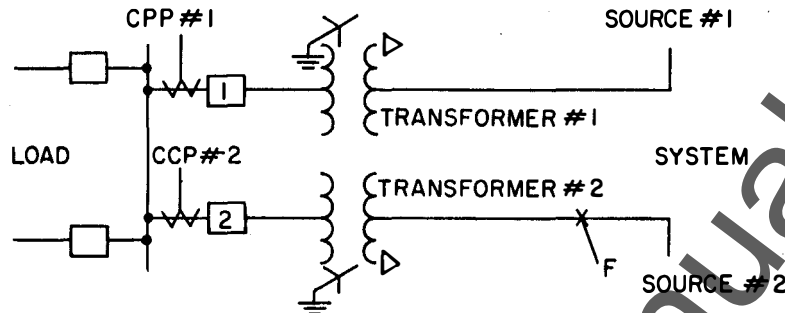 CPP #1
SOURCE #1
1
TRANSFORMER #1
LOAD
CCP #2
SYSTEM
TRANSFORMER #2
2
F
SOURCE #2